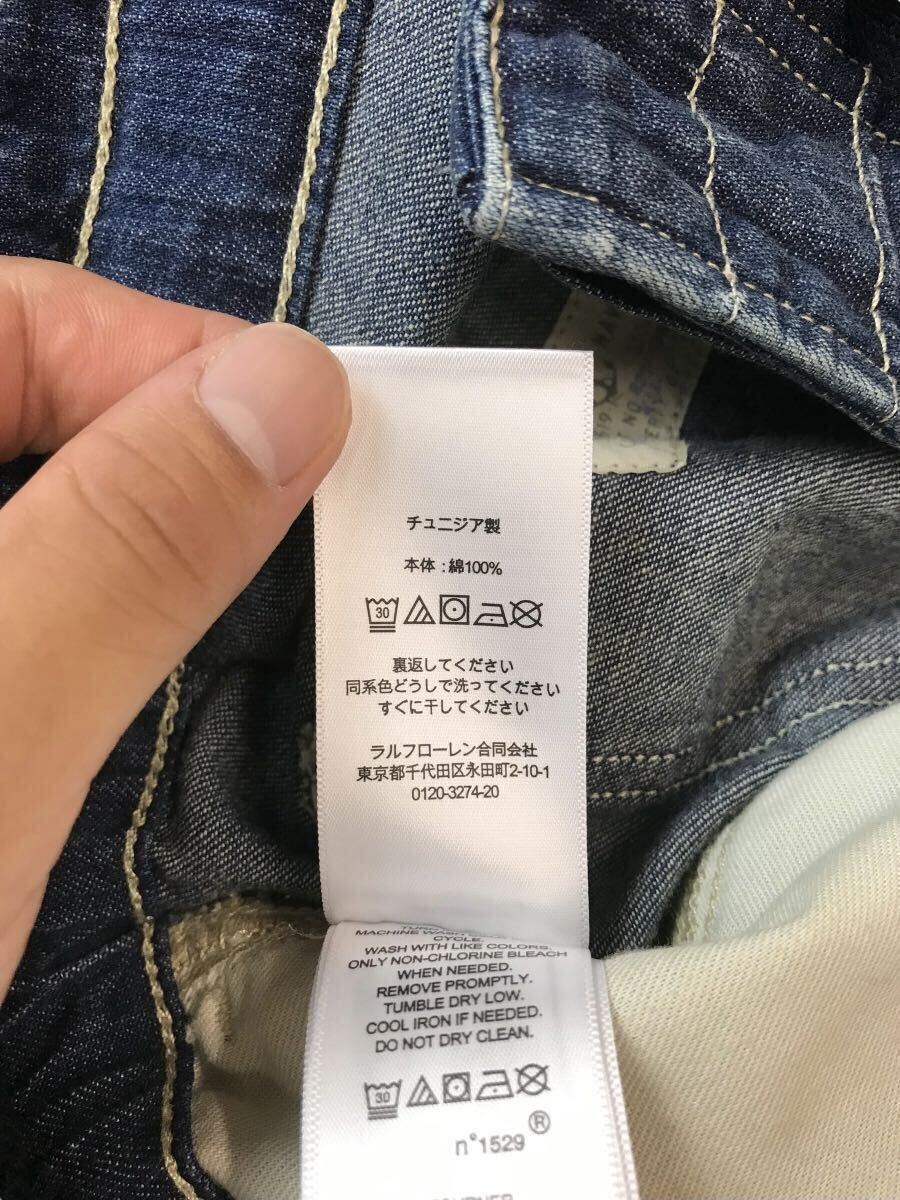 チュニジア製
本体 : 綿100%
30
裏返してください
同系色どうしで洗ってください
すぐに干してください
ラルフローレン合同会社
東京都千代田区永田町2-10-1
0120-3274-20
MACHINE WASH
CYCLE.
WASH WITH LIKE COLORS.
ONLY NON-CHLORINE BLEACH
WHEN NEEDED.
REMOVE PROMPTLY.
TUMBLE DRY LOW.
COOL IRON IF NEEDED.
DO NOT DRY CLEAN.
30
®
n°1529